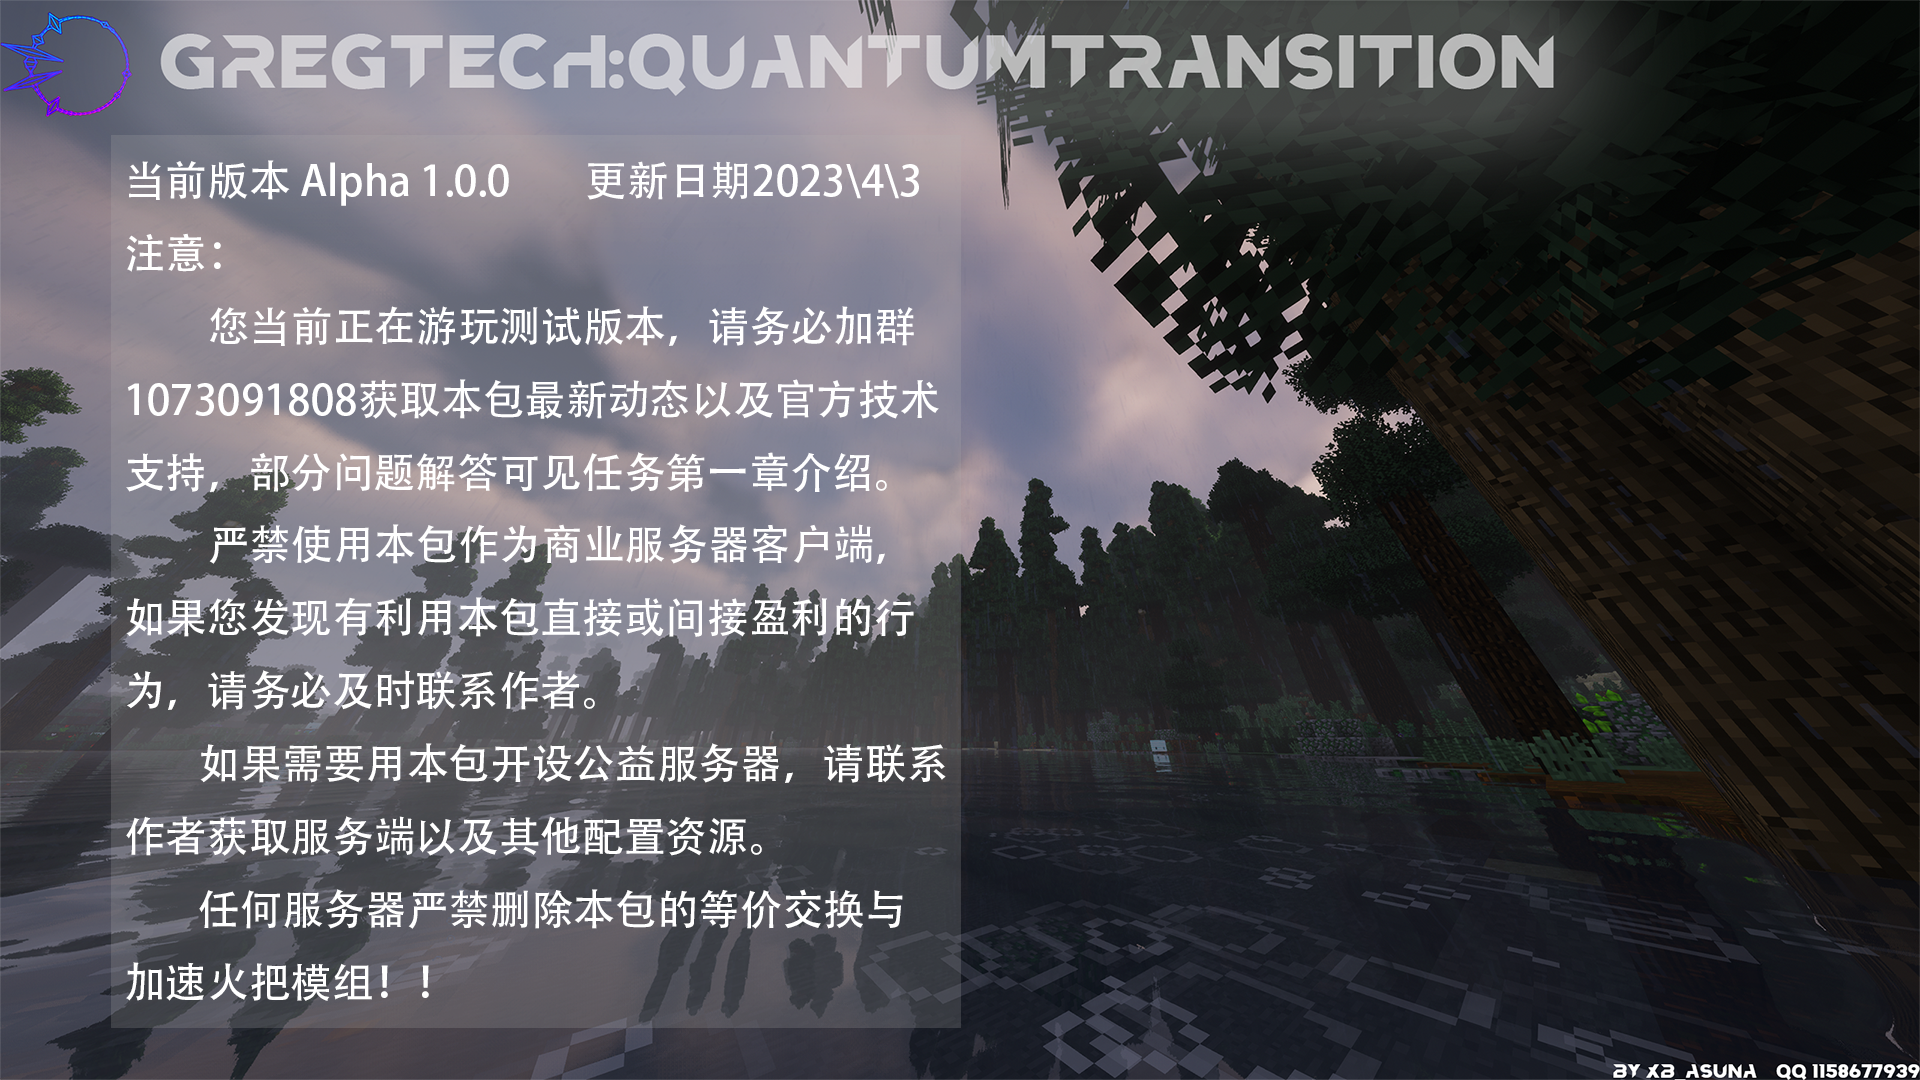 GREGTECH:QUANTUMTRANSITION
当前版本 Alpha 1.0.0 更新日期2023\4\3
注意：
您当前正在游玩测试版本，请务必加群
1073091808获取本包最新动态以及官方技术
支持，部分问题解答可见任务第一章介绍。
严禁使用本包作为商业服务器客户端，
如果您发现有利用本包直接或间接盈利的行
为，请务必及时联系作者。
如果需要用本包开设公益服务器，请联系
作者获取服务端以及其他配置资源。
任何服务器严禁删除本包的等价交换与
加速火把模组！！
BY XB_ASUNA QQ 1158677939